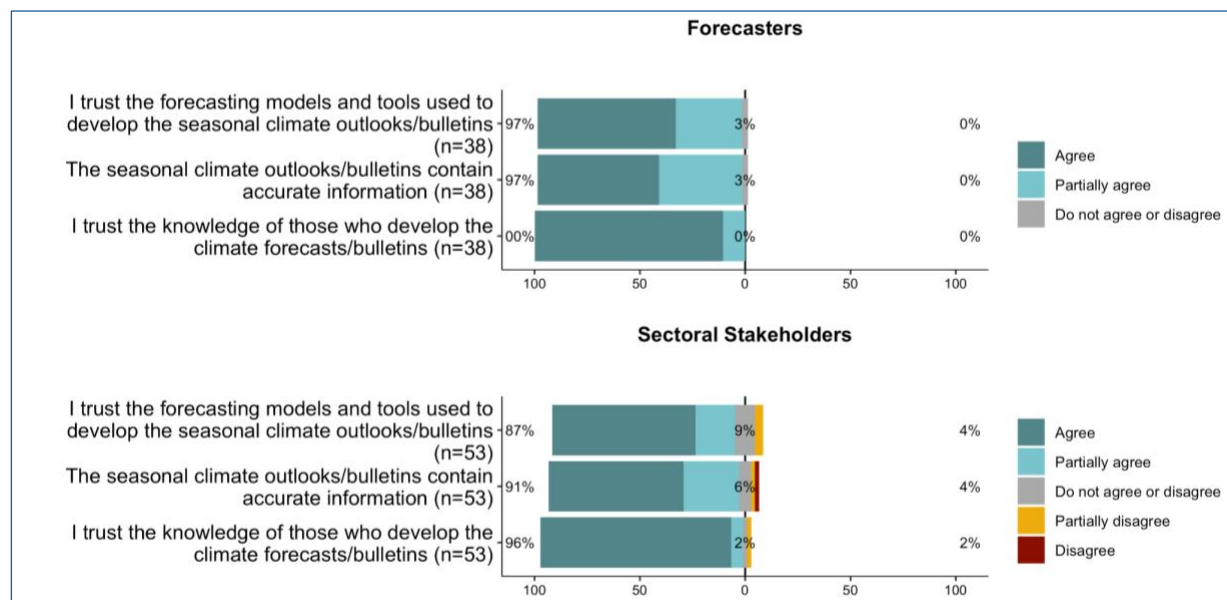 Forecasters
I trust the forecasting models and tools used to
develop the seasonal climate outlooks/bulletins
(n=38)
97%
3%
0%
The seasonal climate outlooks/bulletins contain
accurate information (n=38)
97%
3%
0%
I trust the knowledge of those who develop the
climate forecasts/bulletins (n=38)
00%
0%
0%
100 50 0 50 100
Agree
Partially agree
Do not agree or disagree
Sectoral Stakeholders
I trust the forecasting models and tools used to
develop the seasonal climate outlooks/bulletins
(n=53)
87%
9%
4%
The seasonal climate outlooks/bulletins contain
accurate information (n=53)
91%
6%
4%
I trust the knowledge of those who develop the
climate forecasts/bulletins (n=53)
96%
2%
2%
100 50 0 50 100
Agree
Partially agree
Do not agree or disagree
Partially disagree
Disagree